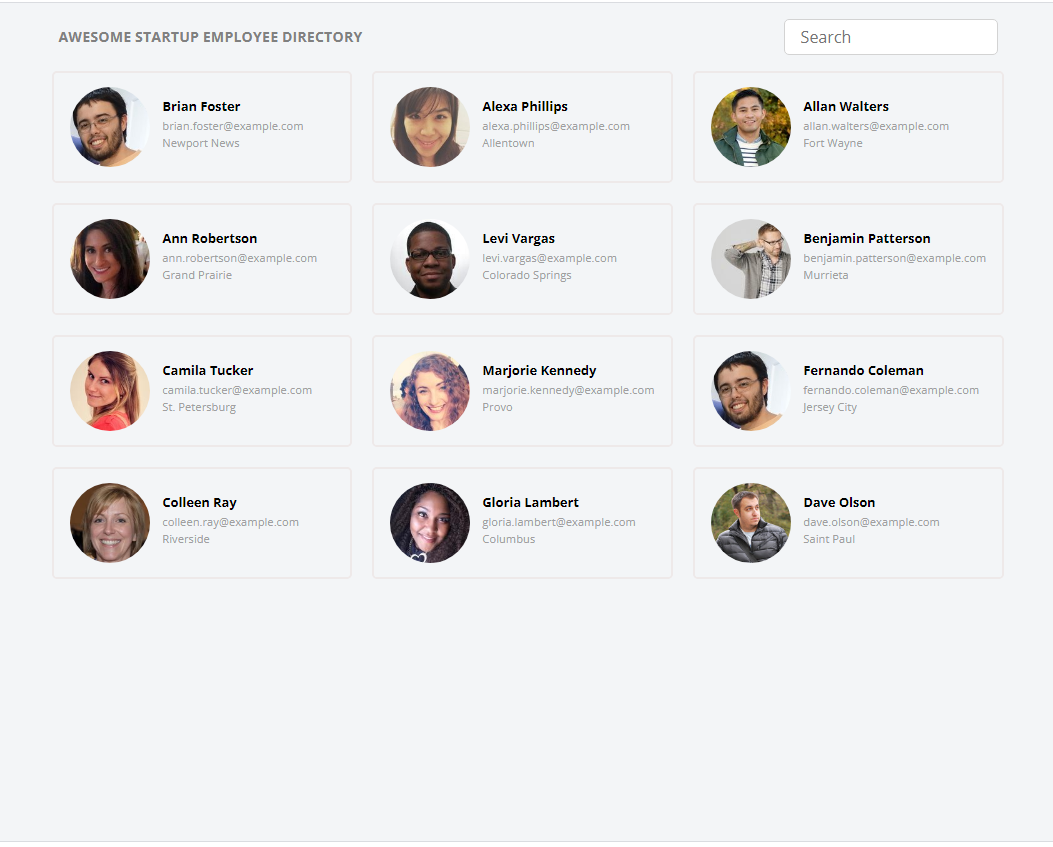 AWESOME STARTUP EMPLOYEE DIRECTORY
Search
Brian Foster
brian.foster@example.com
Newport News
Alexa Phillips
alexa.phillips@example.com
Allentown
Allan Walters
allan.walters@example.com
Fort Wayne
Ann Robertson
ann.robertson@example.com
Grand Prairie
Levi Vargas
levi.vargas@example.com
Colorado Springs
Benjamin Patterson
benjamin.patterson@example.com
Murrieta
Camila Tucker
camila.tucker@example.com
St. Petersburg
Marjorie Kennedy
marjorie.kennedy@example.com
Provo
Fernando Coleman
fernando.coleman@example.com
Jersey City
Colleen Ray
colleen.ray@example.com
Riverside
Gloria Lambert
gloria.lambert@example.com
Columbus
Dave Olson
dave.olson@example.com
Saint Paul